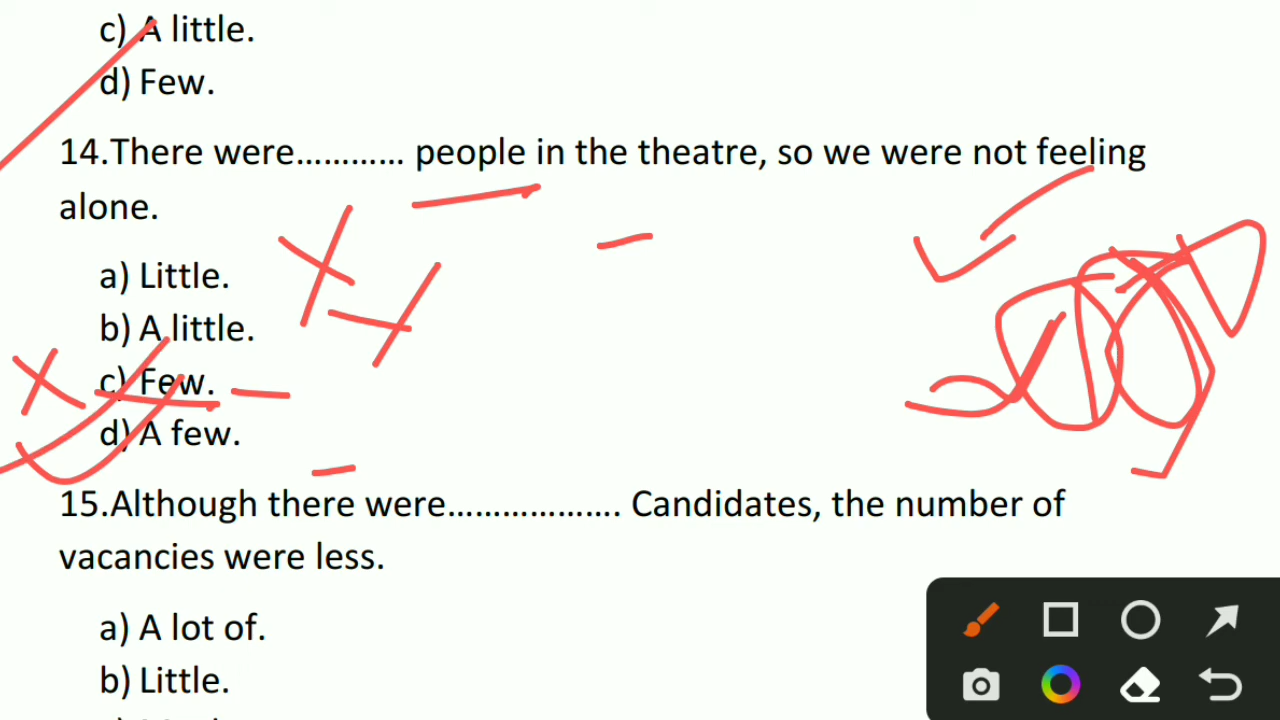 c) A little.
d) Few.
14.There were………… people in the theatre, so we were not feeling
alone.
a) Little.
b) A little.
c) Few.
d) A few.
15.Although there were………………. Candidates, the number of
vacancies were less.
a) A lot of.
b) Little.